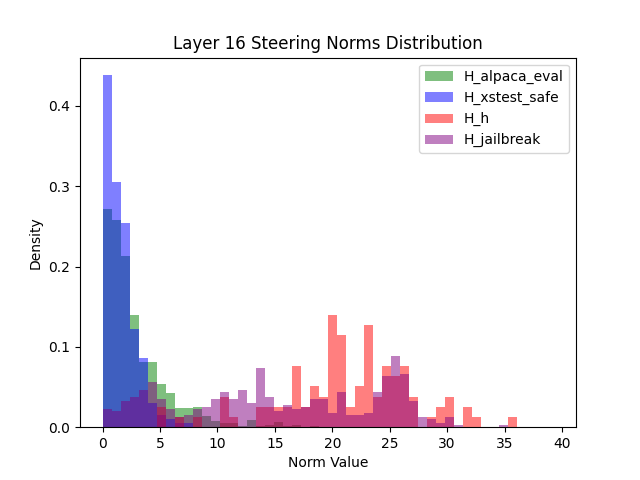 Layer 16 Steering Norms Distribution
H_alpaca_eval
H_xstest_safe
H_h
H_jailbreak
Density
0.4
0.3
0.2
0.1
0.0
0 5 10 15 20 25 30 35 40
Norm Value